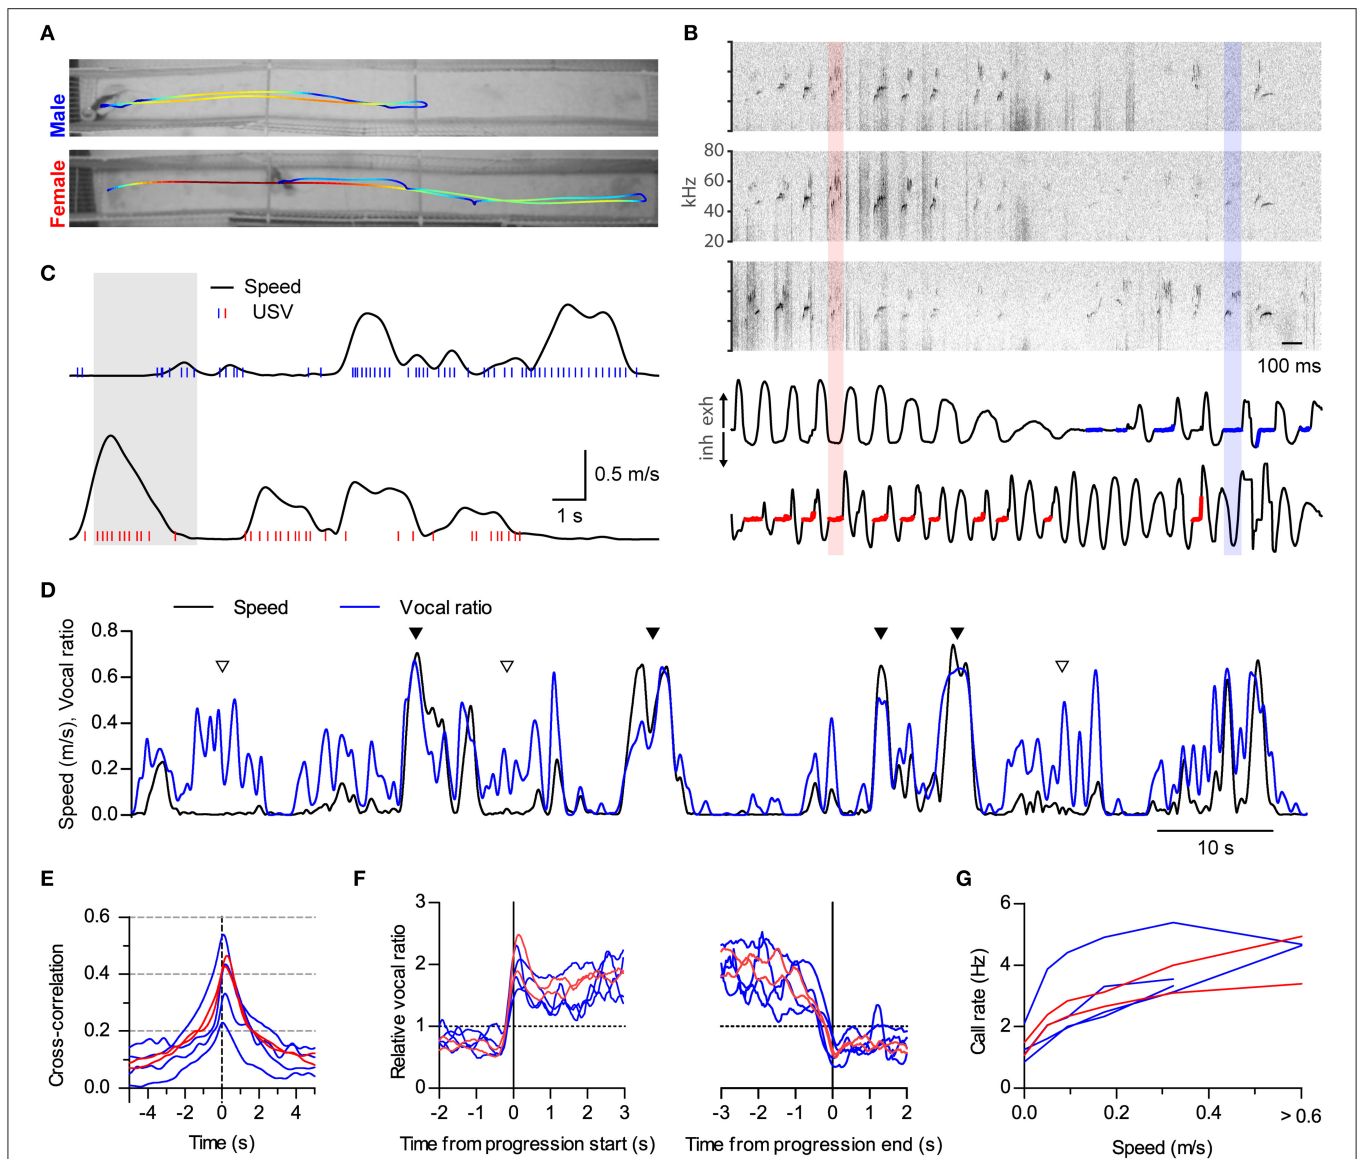 A
Male
Female
B
80
60
40
20
kHz
100 ms
exh
inh
C
Speed
USV
0.5 m/s
1 s
D
Speed
Vocal ratio
Speed (m/s), Vocal ratio
0.8
0.6
0.4
0.2
0.0
10 s
E
Cross-correlation
0.6
0.4
0.2
0.0
-4 -2 0 2 4
Time (s)
F
Relative vocal ratio
3
2
1
0
-2 -1 0 1 2 3
Time from progression start (s)
-3 -2 -1 0 1 2
Time from progression end (s)
G
Call rate (Hz)
6
4
2
0
0.0 0.2 0.4 > 0.6
Speed (m/s)